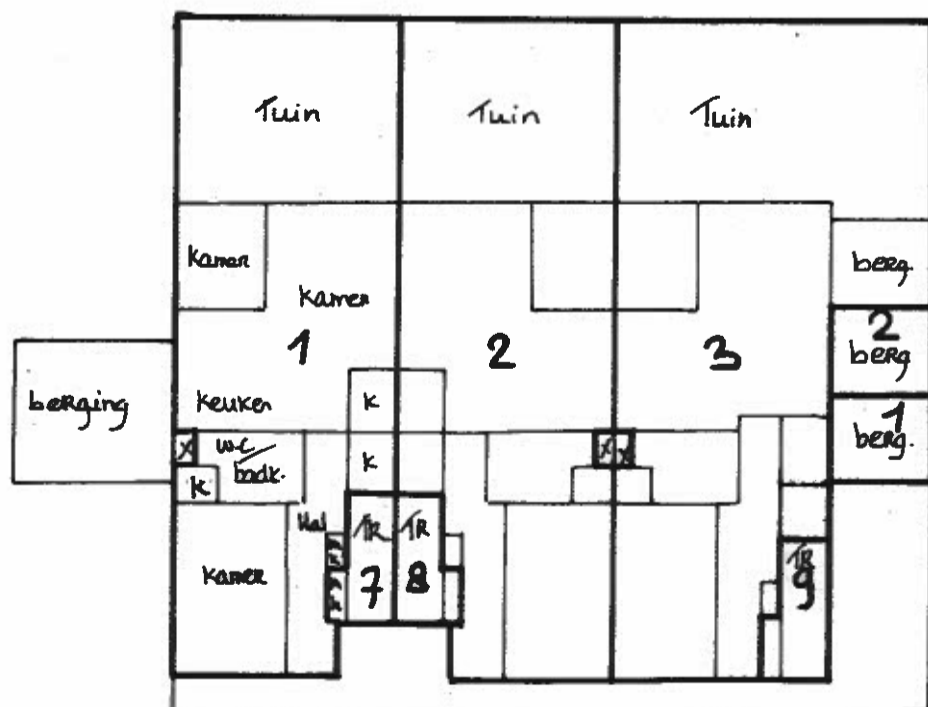 Tuin
Tuin
Tuin
Kamer
Kamer
berg.
1
2
3
2
berg
berging
Keuken
K
1
berg.
X
W.C
badk.
K
X X
K
Hal
TR
TR
TR
Kamer
7
8
9